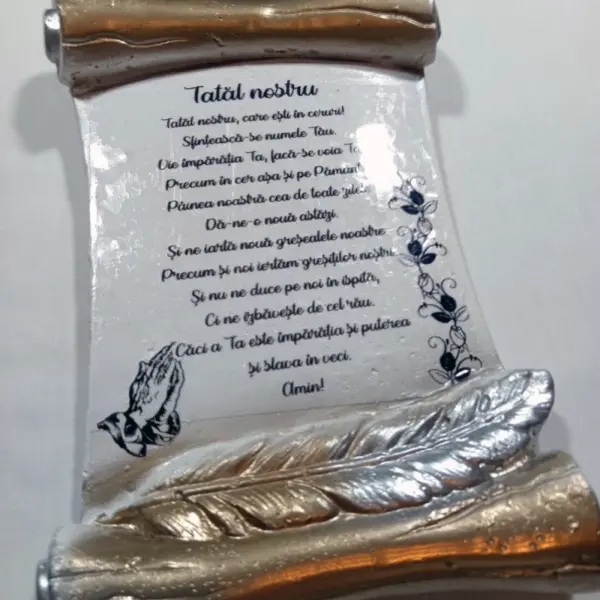 Tatăl nostru
Tatăl nostru, care ești în ceruri!
Sfințească-se numele Tău.
Vie împărăția Ta, facă-se voia
Precum în cer așa și pe Pământ
Pâinea noastră cea de toate zilele
Dă-ne-o nouă astăzi.
Și ne iartă nouă greșealele noastre
Precum și noi iertăm greșiților noștri
Și nu ne duce pe noi în ispită,
Ci ne izbăvește de cel rău.
Căci a Ta este împărăția și puterea
și slava în veci.
Amin!